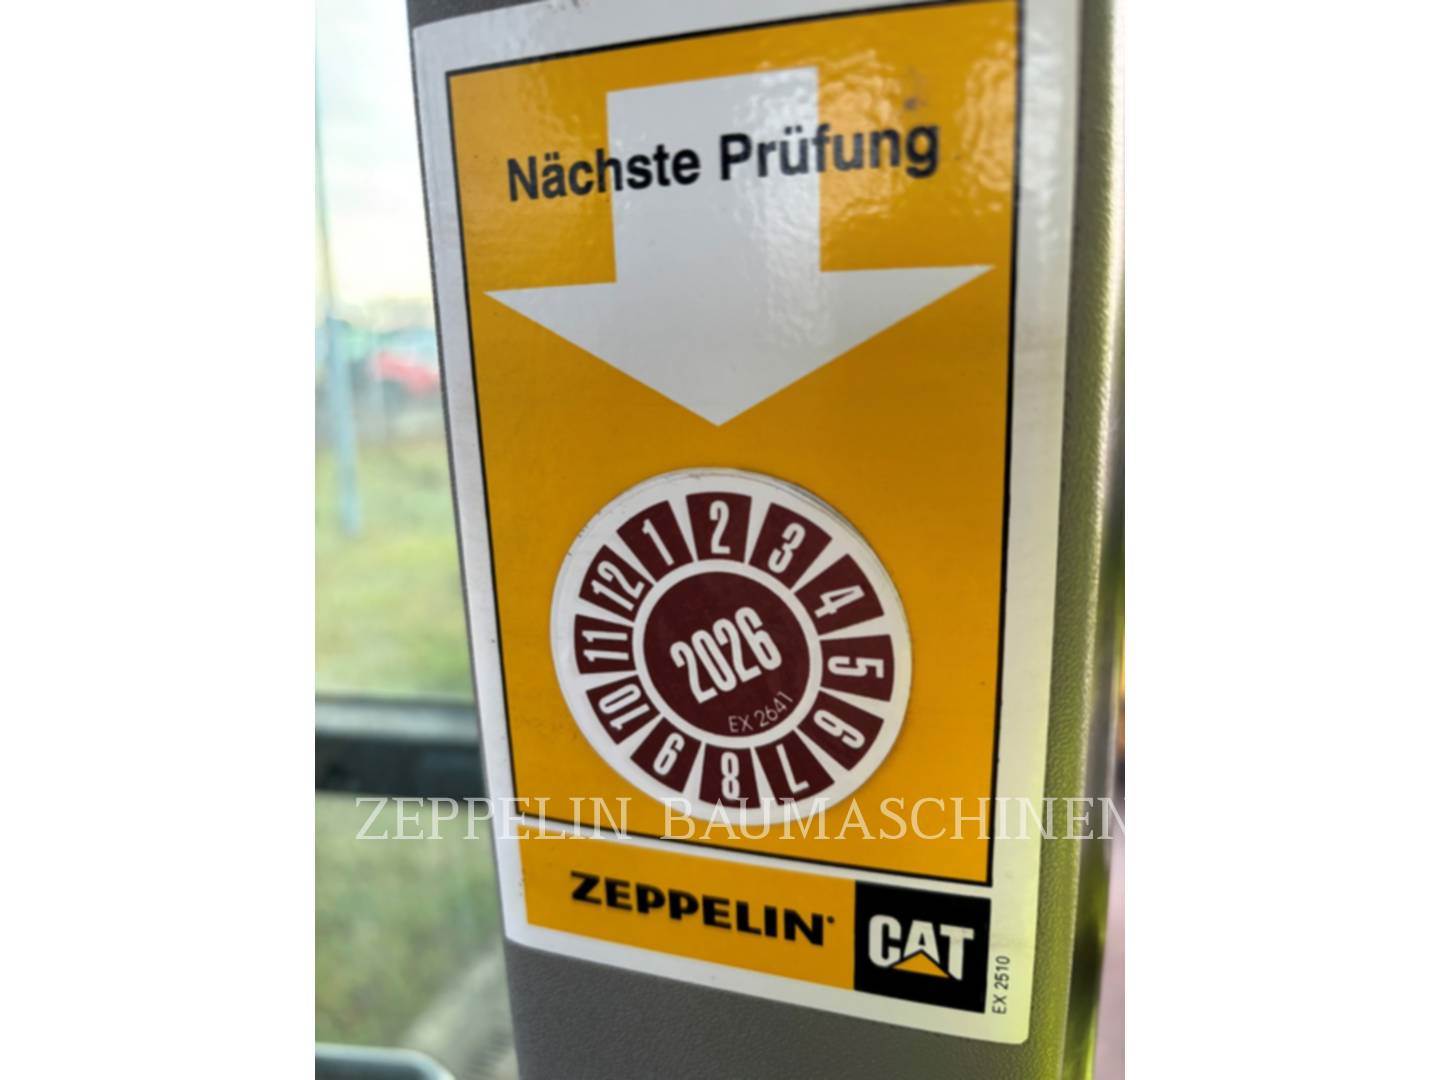 Nächste Prüfung
1 2 3 4 5 6 7 8 9 10 11 12
2026
EX 2641
ZEPPELIN BAUMASCHINEN
ZEPPELIN
CAT
EX 2510